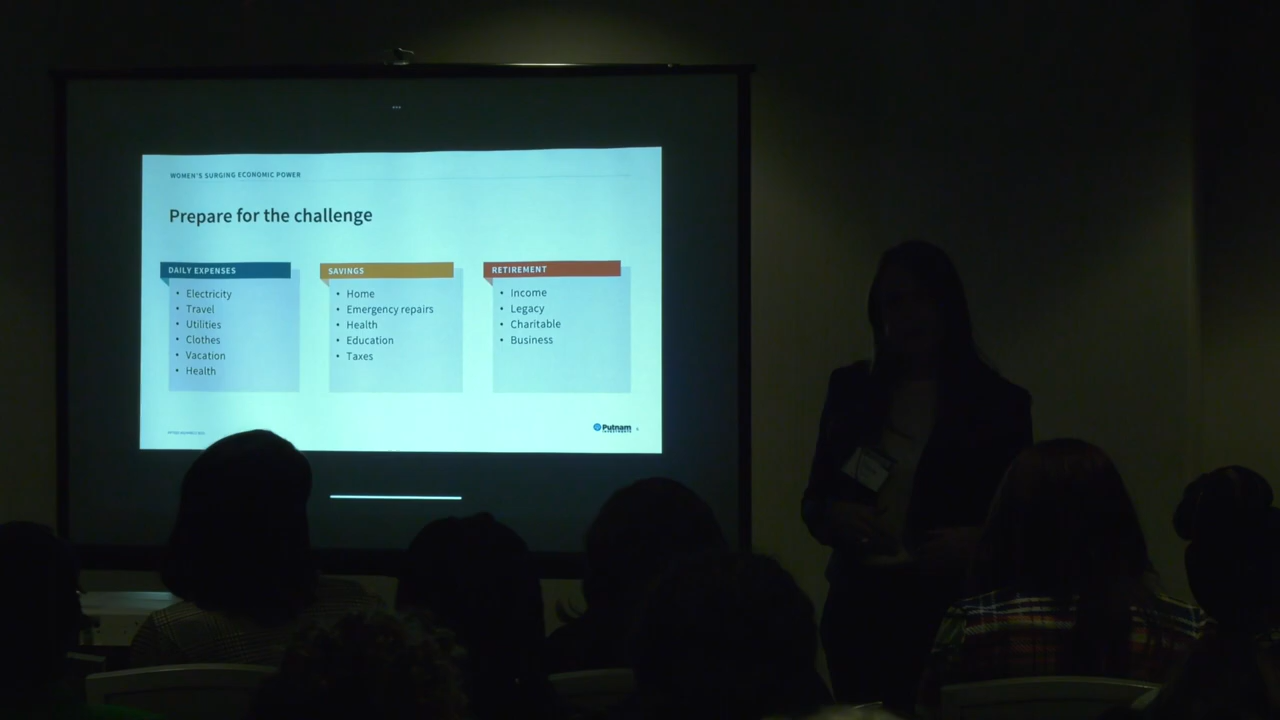 WOMEN'S SURGING ECONOMIC POWER
Prepare for the challenge
DAILY EXPENSES
• Electricity
• Travel
• Utilities
• Clothes
• Vacation
• Health
SAVINGS
• Home
• Emergency repairs
• Health
• Education
• Taxes
RETIREMENT
• Income
• Legacy
• Charitable
• Business
Putnam
INVESTMENTS